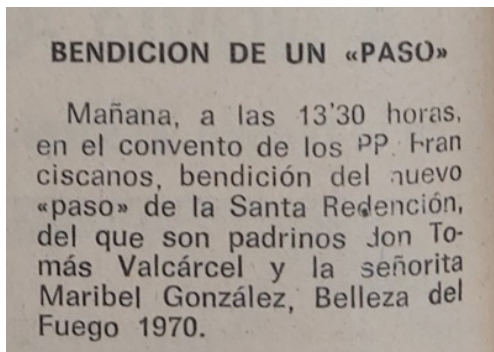 BENDICION DE UN «PASO»
Mañana, a las 13'30 horas,
en el convento de los PP. Fran
ciscanos, bendición del nuevo
«paso» de la Santa Redención,
del que son padrinos don To-
más Valcárcel y la señorita
Maribel González, Belleza del
Fuego 1970.